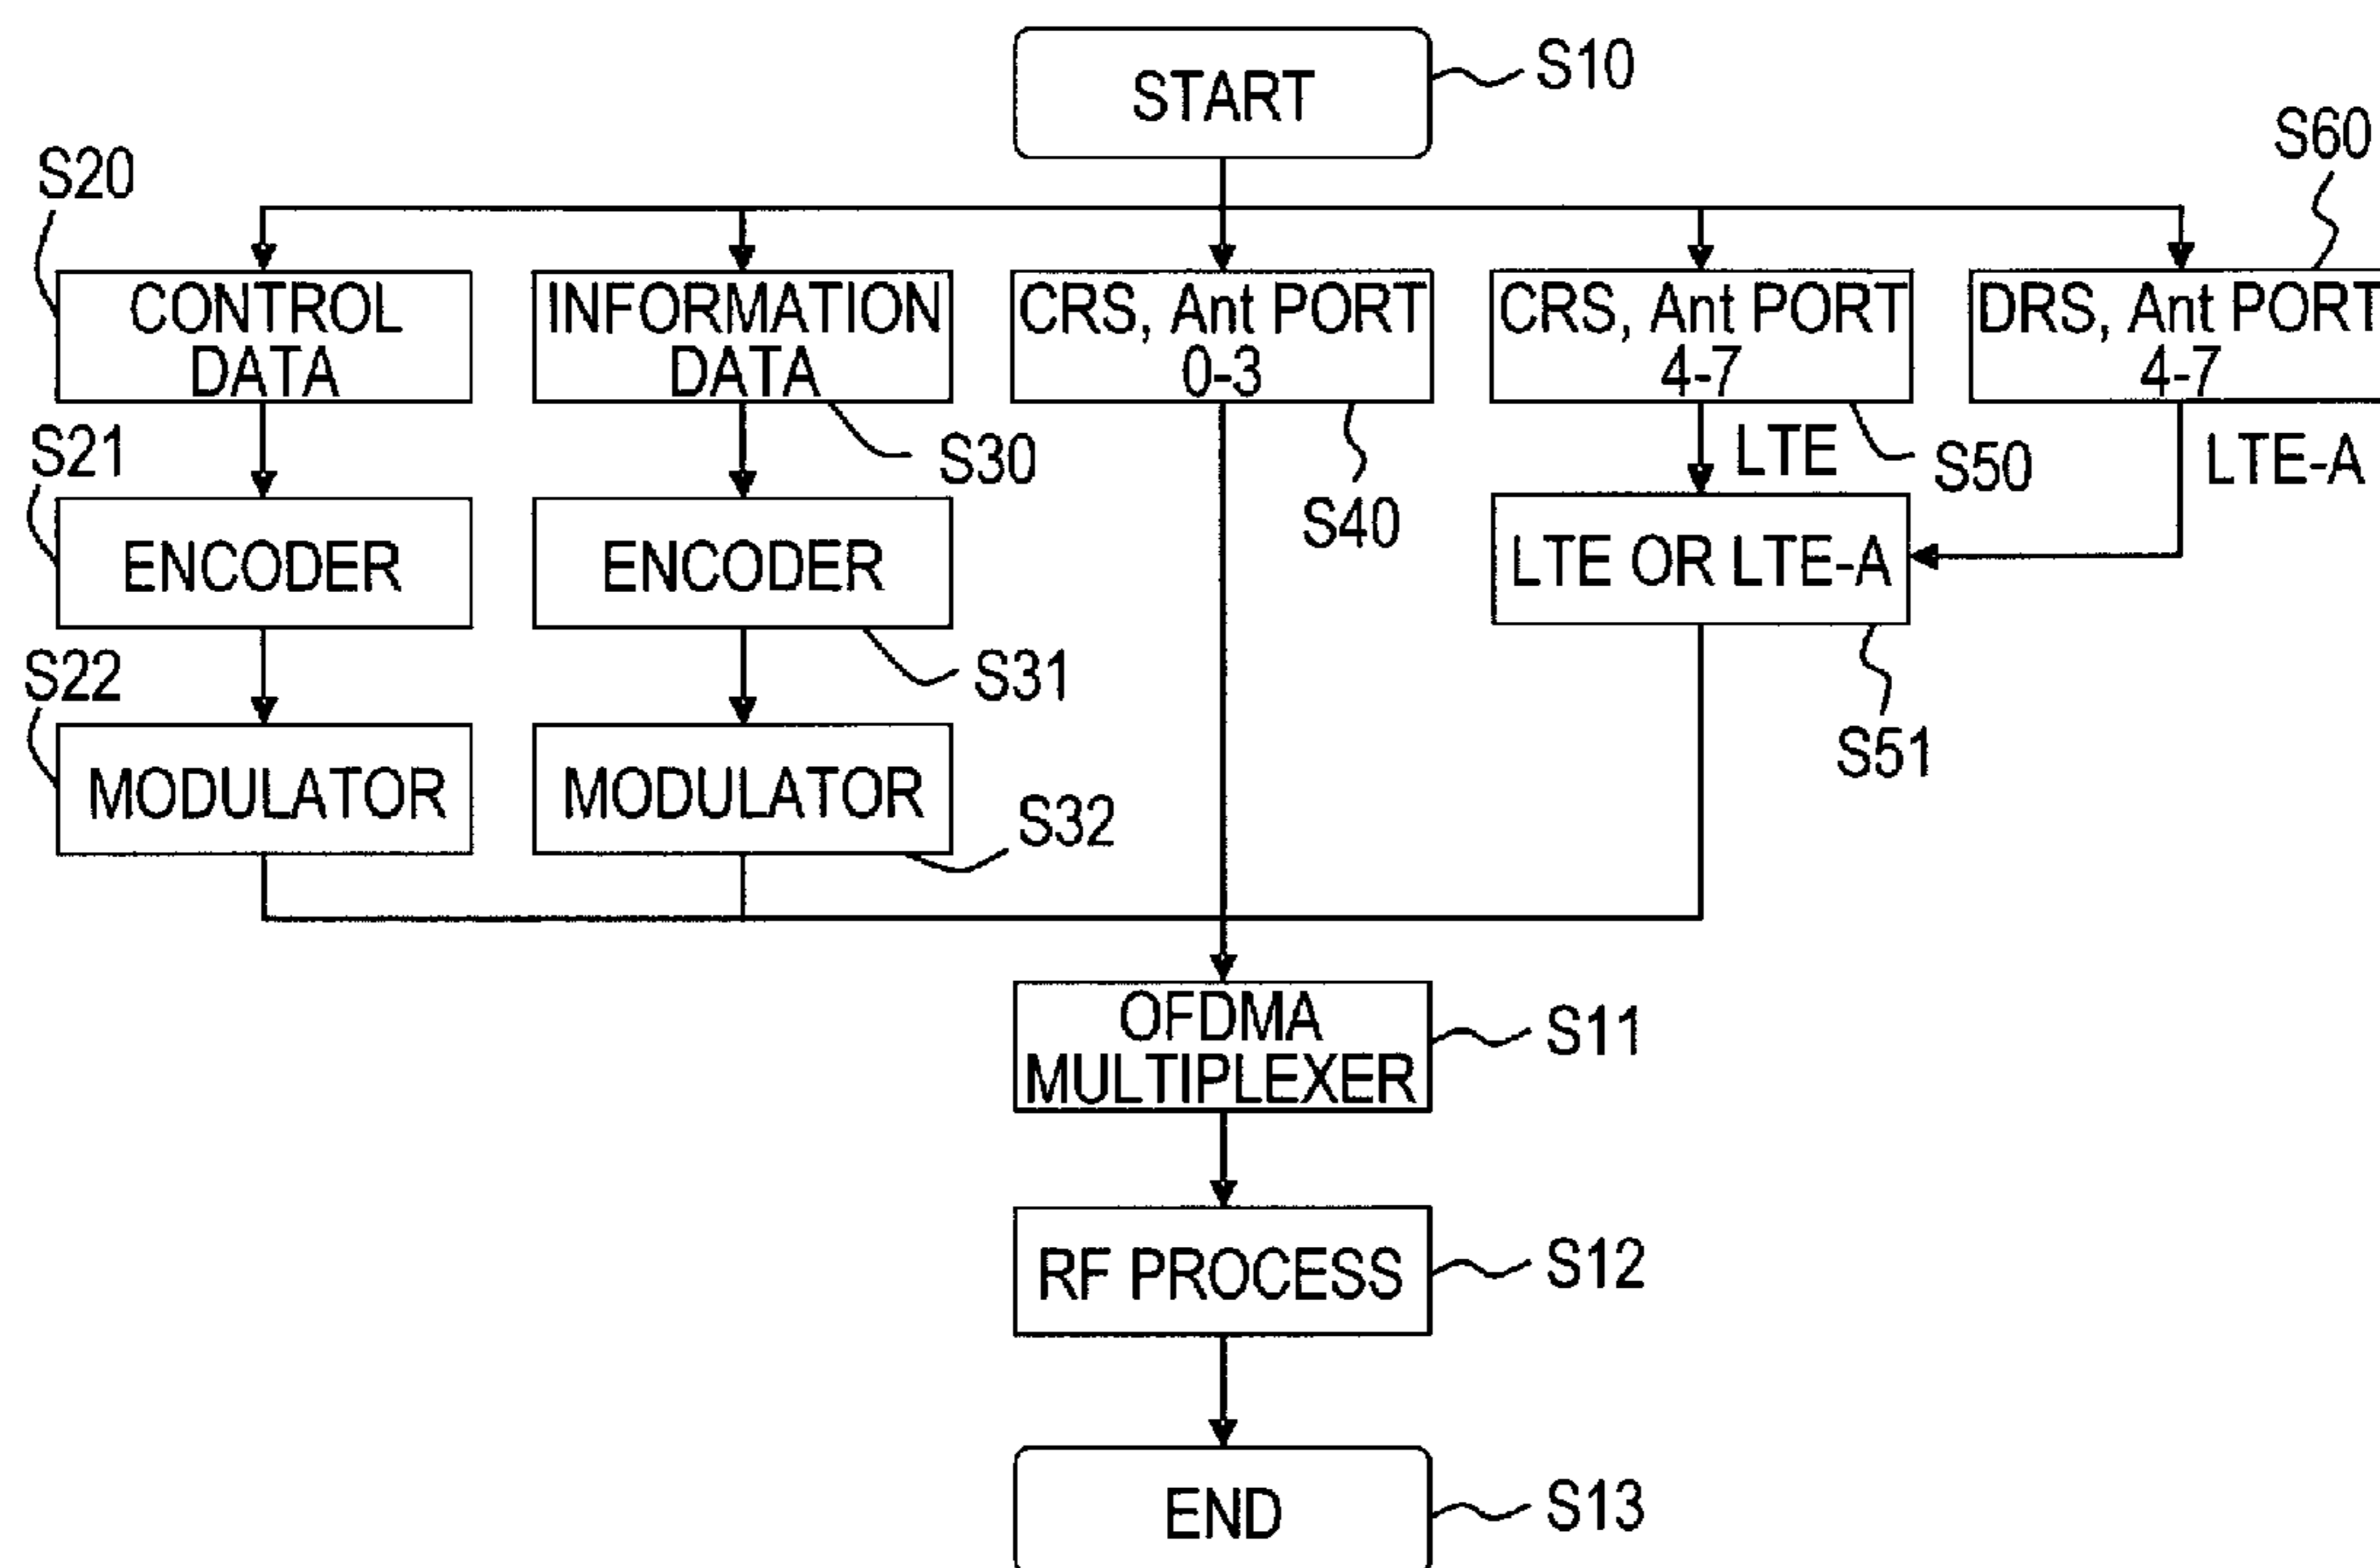 START
S10
S60
S20
CONTROL
DATA
INFORMATION
DATA
CRS, Ant PORT
0-3
CRS, Ant PORT
4-7
DRS, Ant PORT
4-7
S21
S30
S40
LTE
S50
LTE-A
ENCODER
ENCODER
LTE OR LTE-A
S22
S31
S51
MODULATOR
MODULATOR
S32
OFDMA
MULTIPLEXER
S11
RF PROCESS
S12
END
S13